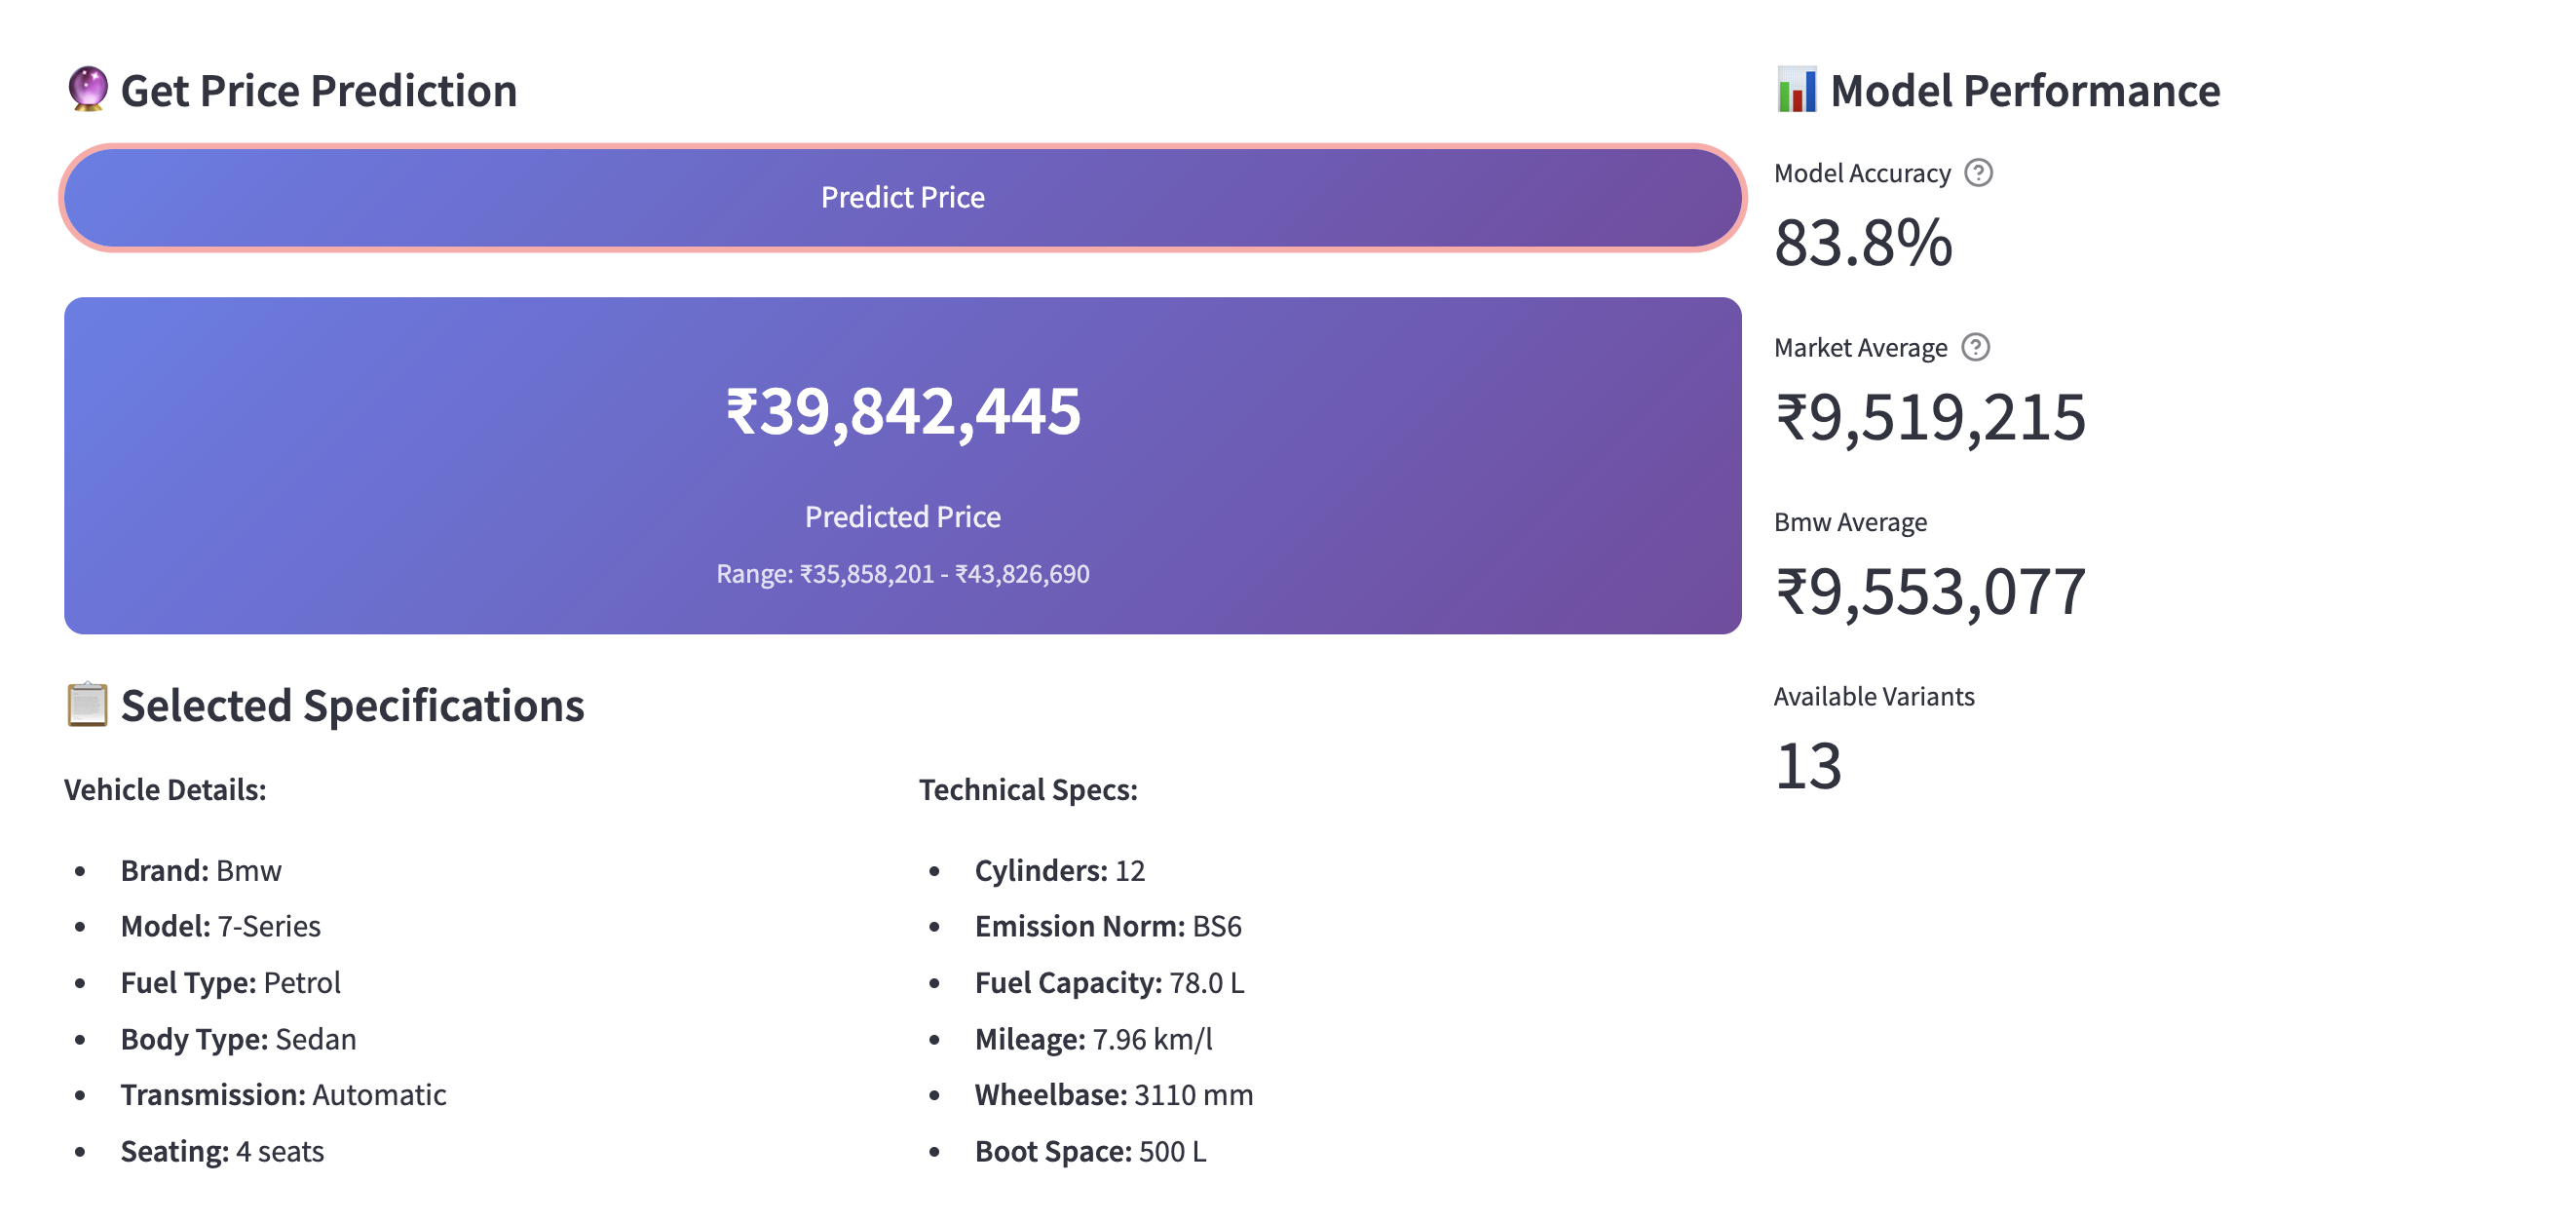 Get Price Prediction
Predict Price
₹39,842,445
Predicted Price
Range: ₹35,858,201 - ₹43,826,690
Selected Specifications
Vehicle Details:
Brand: Bmw
Model: 7-Series
Fuel Type: Petrol
Body Type: Sedan
Transmission: Automatic
Seating: 4 seats
Technical Specs:
Cylinders: 12
Emission Norm: BS6
Fuel Capacity: 78.0 L
Mileage: 7.96 km/l
Wheelbase: 3110 mm
Boot Space: 500 L
Model Performance
Model Accuracy
83.8%
Market Average
₹9,519,215
Bmw Average
₹9,553,077
Available Variants
13